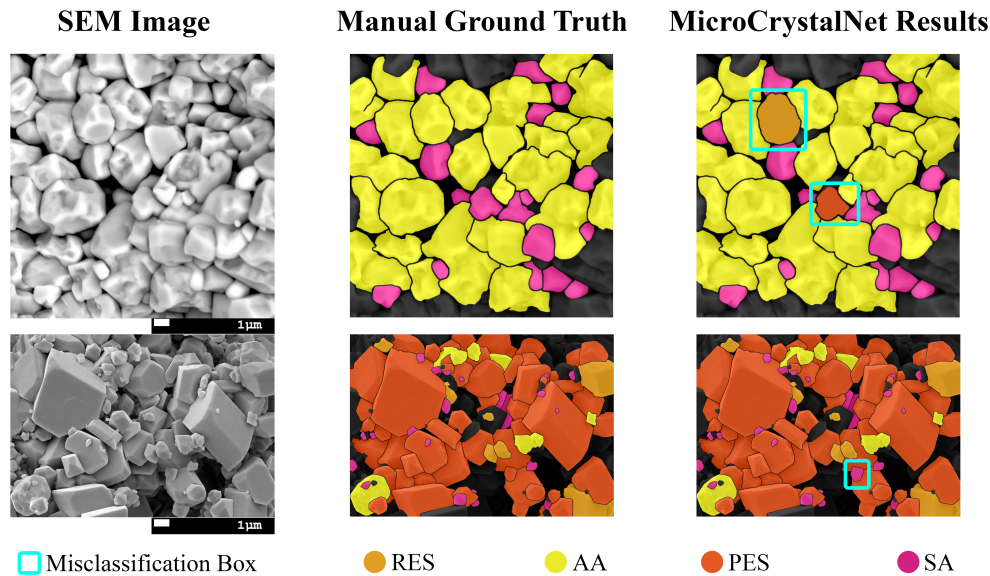 SEM Image Manual Ground Truth MicroCrystalNet Results
1µm
1µm
Misclassification Box RES AA PES SA